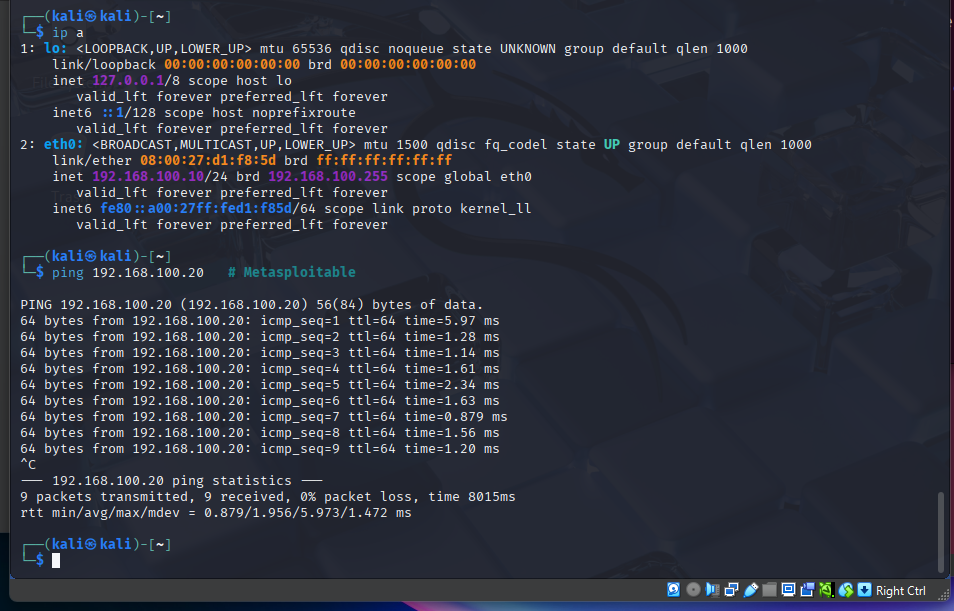 ┌──(kali㉿kali)-[~]
└─$ ip a
1: lo: <LOOPBACK,UP,LOWER_UP> mtu 65536 qdisc noqueue state UNKNOWN group default qlen 1000
    link/loopback 00:00:00:00:00:00 brd 00:00:00:00:00:00
    inet 127.0.0.1/8 scope host lo
       valid_lft forever preferred_lft forever
    inet6 ::1/128 scope host noprefixroute
       valid_lft forever preferred_lft forever
2: eth0: <BROADCAST,MULTICAST,UP,LOWER_UP> mtu 1500 qdisc fq_codel state UP group default qlen 1000
    link/ether 08:00:27:d1:f8:5d brd ff:ff:ff:ff:ff:ff
    inet 192.168.100.10/24 brd 192.168.100.255 scope global eth0
       valid_lft forever preferred_lft forever
    inet6 fe80::a00:27ff:fed1:f85d/64 scope link proto kernel_ll
       valid_lft forever preferred_lft forever
┌──(kali㉿kali)-[~]
└─$ ping 192.168.100.20   # Metasploitable
PING 192.168.100.20 (192.168.100.20) 56(84) bytes of data.
64 bytes from 192.168.100.20: icmp_seq=1 ttl=64 time=5.97 ms
64 bytes from 192.168.100.20: icmp_seq=2 ttl=64 time=1.28 ms
64 bytes from 192.168.100.20: icmp_seq=3 ttl=64 time=1.14 ms
64 bytes from 192.168.100.20: icmp_seq=4 ttl=64 time=1.61 ms
64 bytes from 192.168.100.20: icmp_seq=5 ttl=64 time=2.34 ms
64 bytes from 192.168.100.20: icmp_seq=6 ttl=64 time=1.63 ms
64 bytes from 192.168.100.20: icmp_seq=7 ttl=64 time=0.879 ms
64 bytes from 192.168.100.20: icmp_seq=8 ttl=64 time=1.56 ms
64 bytes from 192.168.100.20: icmp_seq=9 ttl=64 time=1.20 ms
^C
--- 192.168.100.20 ping statistics ---
9 packets transmitted, 9 received, 0% packet loss, time 8015ms
rtt min/avg/max/mdev = 0.879/1.956/5.973/1.472 ms
┌──(kali㉿kali)-[~]
└─$
Right Ctrl